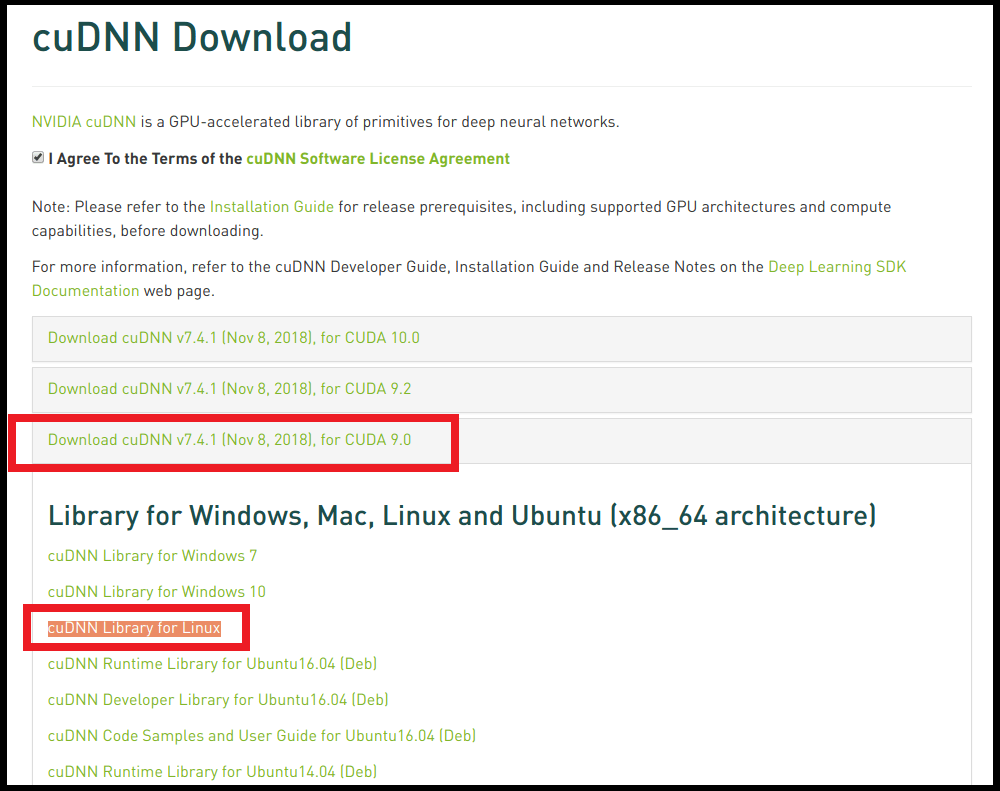 cuDNN Download
NVIDIA cuDNN is a GPU-accelerated library of primitives for deep neural networks.
I Agree To the Terms of the cuDNN Software License Agreement
Note: Please refer to the Installation Guide for release prerequisites, including supported GPU architectures and compute
capabilities, before downloading.
For more information, refer to the cuDNN Developer Guide, Installation Guide and Release Notes on the Deep Learning SDK
Documentation web page.
Download cuDNN v7.4.1 (Nov 8, 2018), for CUDA 10.0
Download cuDNN v7.4.1 (Nov 8, 2018), for CUDA 9.2
Download cuDNN v7.4.1 (Nov 8, 2018), for CUDA 9.0
Library for Windows, Mac, Linux and Ubuntu (x86_64 architecture)
cuDNN Library for Windows 7
cuDNN Library for Windows 10
cuDNN Library for Linux
cuDNN Runtime Library for Ubuntu16.04 (Deb)
cuDNN Developer Library for Ubuntu16.04 (Deb)
cuDNN Code Samples and User Guide for Ubuntu16.04 (Deb)
cuDNN Runtime Library for Ubuntu14.04 (Deb)